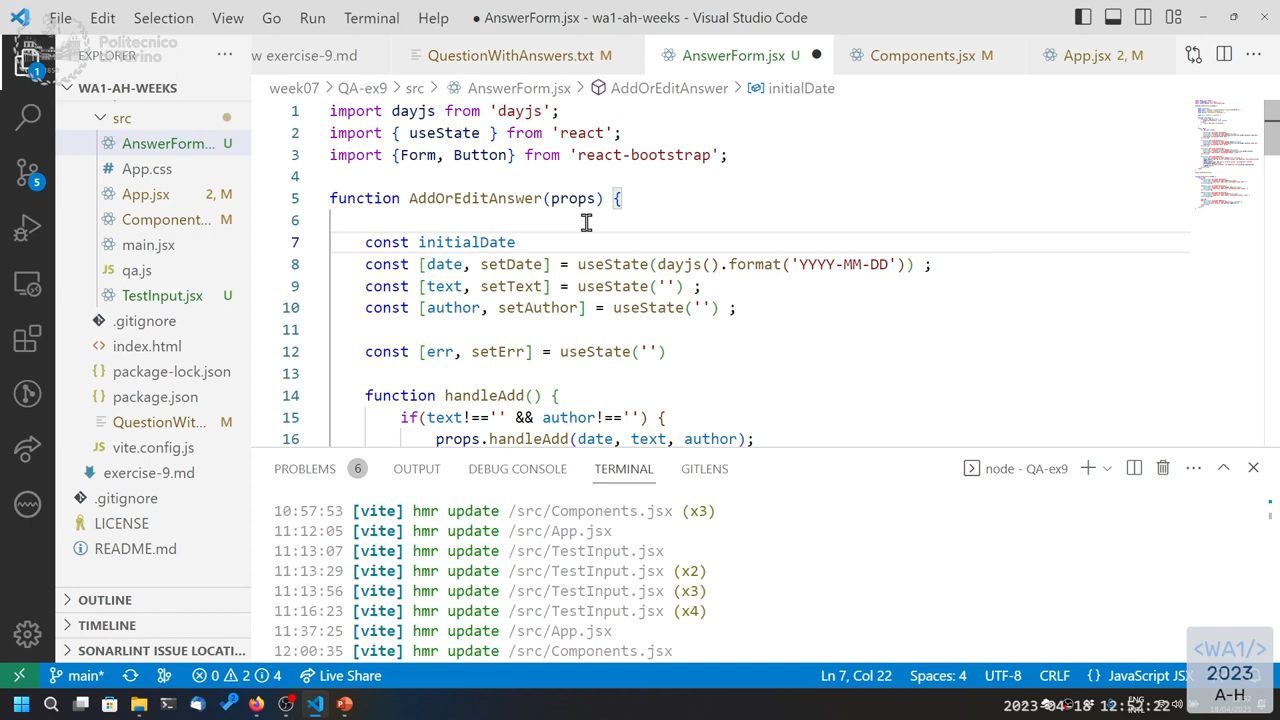 File Edit Selection View Go Run Terminal Help ● AnswerForm.jsx - wa1-ah-weeks - Visual Studio Code
Politecnico
EXPLORER ···
w exercise-9.md QuestionWithAnswers.txt M AnswerForm.jsx U Components.jsx M App.jsx 2, M ···
WA1-AH-WEEKS
week07 > QA-ex9 > src > AnswerForm.jsx > AddOrEditAnswer > initialDate
src
AnswerForm... U
App.css
App.jsx 2, M
Component... M
main.jsx
qa.js
TestInput.jsx U
.gitignore
index.html
package-lock.json
package.json
QuestionWit... M
vite.config.js
exercise-9.md
.gitignore
LICENSE
README.md
OUTLINE
TIMELINE
SONARLINT ISSUE LOCATI...
1
5
1 import dayjs from 'dayjs';
2 import { useState } from 'react';
3 import {Form, Button} from 'react-bootstrap';
4
5 function AddOrEditAnswer(props) {
6
7 const initialDate
8 const [date, setDate] = useState(dayjs().format('YYYY-MM-DD')) ;
9 const [text, setText] = useState('') ;
10 const [author, setAuthor] = useState('') ;
11
12 const [err, setErr] = useState('')
13
14 function handleAdd() {
15 if(text!=='' && author!=='') {
16 props.handleAdd(date, text, author);
PROBLEMS 6 OUTPUT DEBUG CONSOLE TERMINAL GITLENS node - QA-ex9 ···
10:57:53 [vite] hmr update /src/Components.jsx (x3)
11:12:05 [vite] hmr update /src/App.jsx
11:13:07 [vite] hmr update /src/TestInput.jsx
11:13:29 [vite] hmr update /src/TestInput.jsx (x2)
11:13:56 [vite] hmr update /src/TestInput.jsx (x3)
11:16:23 [vite] hmr update /src/TestInput.jsx (x4)
11:37:25 [vite] hmr update /src/App.jsx
12:00:35 [vite] hmr update /src/Components.jsx
main* 0 2 4 Live Share Ln 7, Col 22 Spaces: 4 UTF-8 CRLF { } JavaScript JSX
<WA1/>
2023
A-H
ENG